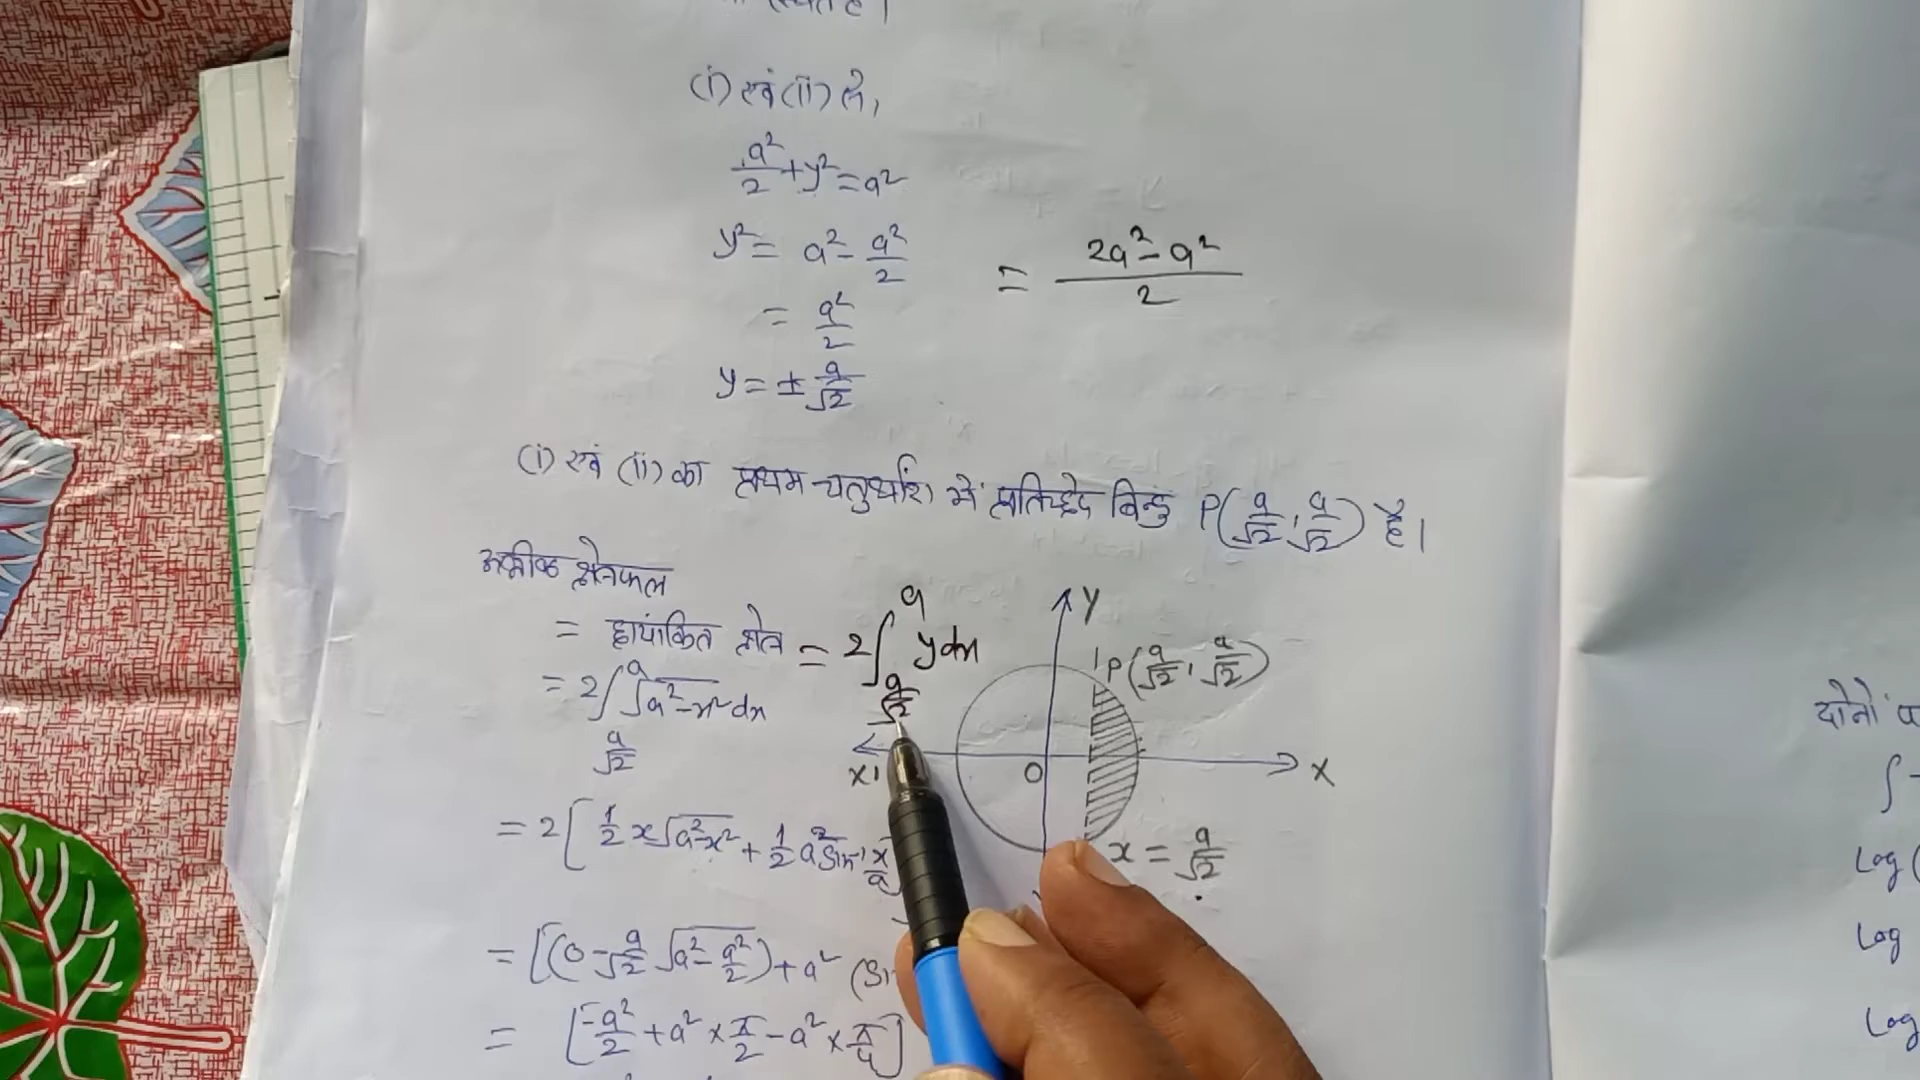 (i) एवं (ii) से,
a²/2 + y² = a²
y² = a² - a²/2 = (2a² - a²)/2
= a²/2
y = ± a/√2
(i) एवं (ii) का प्रथम चतुर्थांश में प्रतिच्छेद बिन्दु P(a/√2, a/√2) है।
अभीष्ट क्षेत्रफल
= छायांकित क्षेत्र = 2∫_{a/√2}^{a} y dx
= 2∫_{a/√2}^{a} √(a²-x²) dx
Y
P(a/√2, a/√2)
X'
O
X
x = a/√2
= 2[1/2 x√(a²-x²) + 1/2 a² sin⁻¹ x/a]
= [(0 - a/√2 √(a² - a²/2)) + a² (
= [-a²/2 + a² × π/2 - a² × π/4]
दोनों
∫
Log (
Log
Log